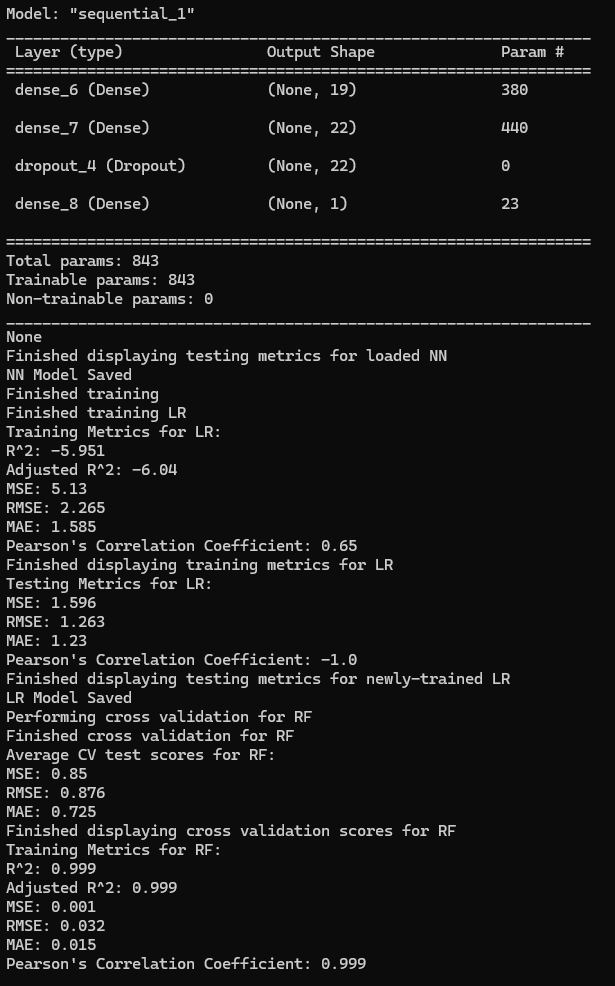 Model: "sequential_1"
_________________________________________________________________
Layer (type) Output Shape Param #
=================================================================
dense_6 (Dense) (None, 19) 380
dense_7 (Dense) (None, 22) 440
dropout_4 (Dropout) (None, 22) 0
dense_8 (Dense) (None, 1) 23
=================================================================
Total params: 843
Trainable params: 843
Non-trainable params: 0
_________________________________________________________________
None
Finished displaying testing metrics for loaded NN
NN Model Saved
Finished training
Finished training LR
Training Metrics for LR:
R^2: -5.951
Adjusted R^2: -6.04
MSE: 5.13
RMSE: 2.265
MAE: 1.585
Pearson's Correlation Coefficient: 0.65
Finished displaying training metrics for LR
Testing Metrics for LR:
MSE: 1.596
RMSE: 1.263
MAE: 1.23
Pearson's Correlation Coefficient: -1.0
Finished displaying testing metrics for newly-trained LR
LR Model Saved
Performing cross validation for RF
Finished cross validation for RF
Average CV test scores for RF:
MSE: 0.85
RMSE: 0.876
MAE: 0.725
Finished displaying cross validation scores for RF
Training Metrics for RF:
R^2: 0.999
Adjusted R^2: 0.999
MSE: 0.001
RMSE: 0.032
MAE: 0.015
Pearson's Correlation Coefficient: 0.999